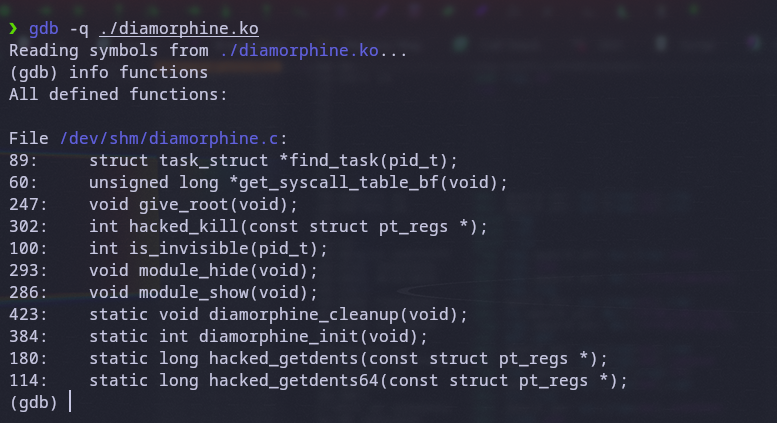 ❯ gdb -q ./diamorphine.ko
Reading symbols from ./diamorphine.ko...
(gdb) info functions
All defined functions:

File /dev/shm/diamorphine.c:
89:     struct task_struct *find_task(pid_t);
60:     unsigned long *get_syscall_table_bf(void);
247:    void give_root(void);
302:    int hacked_kill(const struct pt_regs *);
100:    int is_invisible(pid_t);
293:    void module_hide(void);
286:    void module_show(void);
423:    static void diamorphine_cleanup(void);
384:    static int diamorphine_init(void);
180:    static long hacked_getdents(const struct pt_regs *);
114:    static long hacked_getdents64(const struct pt_regs *);
(gdb)